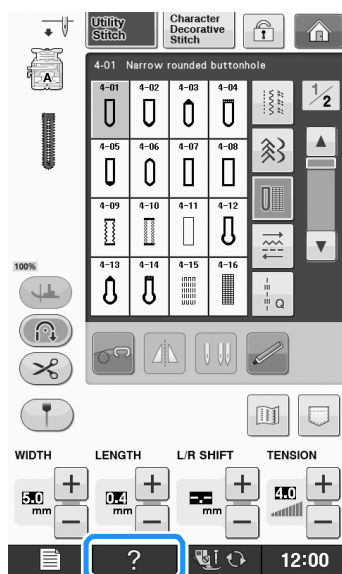 Utility
Stitch
Character
Decorative
Stitch
A
4-01 Narrow rounded buttonhole
1/2
4-01 4-02 4-03 4-04
4-05 4-06 4-07 4-08
4-09 4-10 4-11 4-12
4-13 4-14 4-15 4-16
Q
100%
WIDTH LENGTH L/R SHIFT TENSION
5.0 mm
0.4 mm
-.- mm
4.0
? 12:00